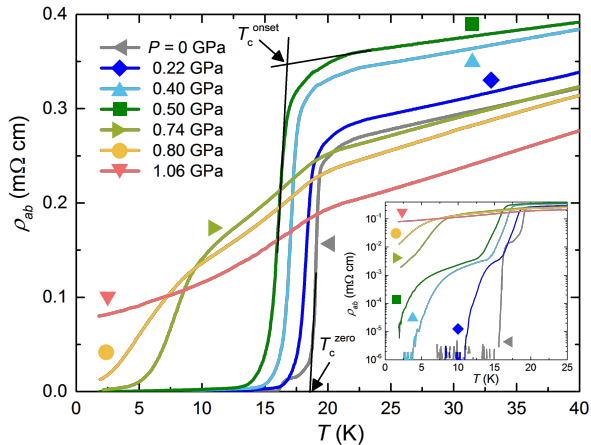 T_c^onset
P = 0 GPa
0.22 GPa
0.40 GPa
0.50 GPa
0.74 GPa
0.80 GPa
1.06 GPa
T_c^zero
0.4
0.3
0.2
0.1
0.0
ρ_ab (mΩ cm)
0 5 10 15 20 25 30 35 40
T (K)
10^-1
10^-2
10^-3
10^-4
10^-5
10^-6
ρ_ab (mΩ cm)
0 5 10 15 20 25
T (K)